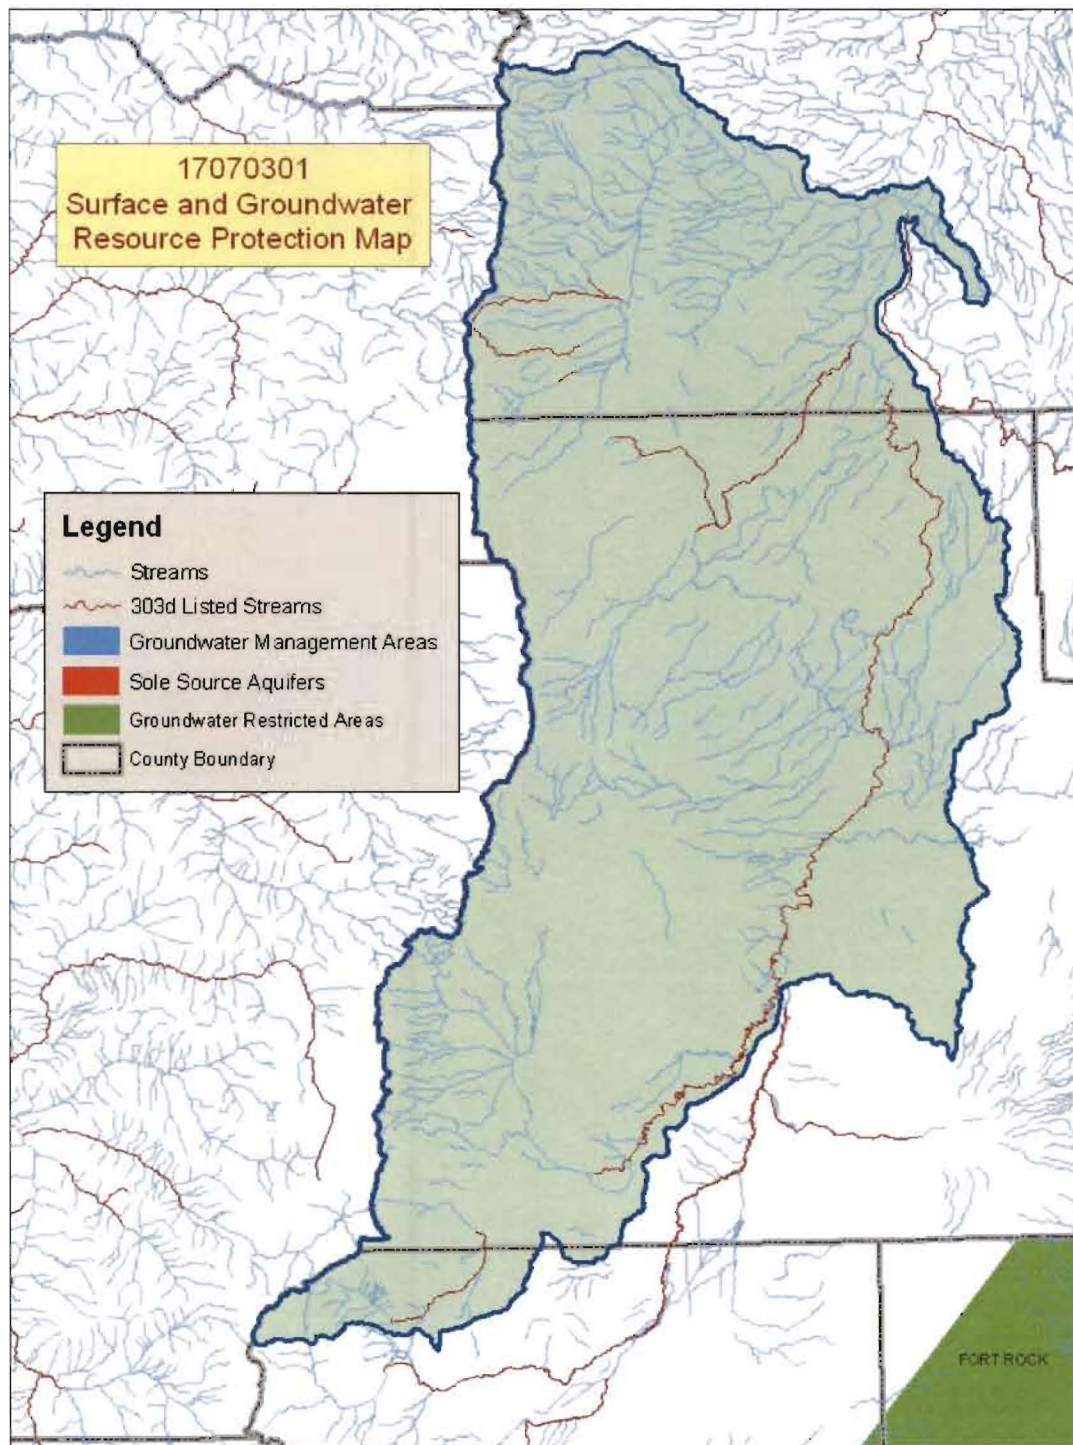 17070301
Surface and Groundwater
Resource Protection Map
Legend
Streams
303d Listed Streams
Groundwater Management Areas
Sole Source Aquifers
Groundwater Restricted Areas
County Boundary
FORT ROCK